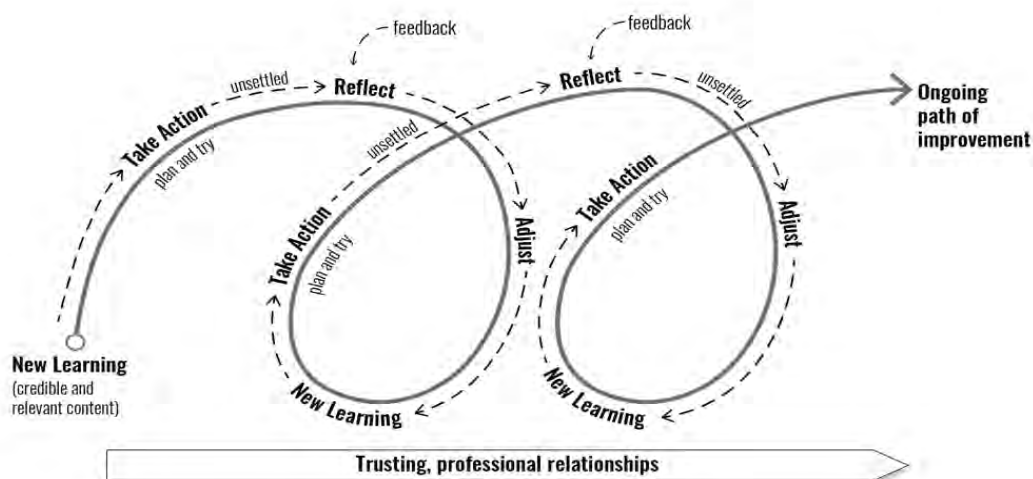 New Learning
(credible and
relevant content)
Take Action
plan and try
unsettled
Reflect
feedback
Adjust
New Learning
Take Action
plan and try
unsettled
Reflect
feedback
unsettled
Adjust
New Learning
Take Action
plan and try
Ongoing
path of
improvement
Trusting, professional relationships